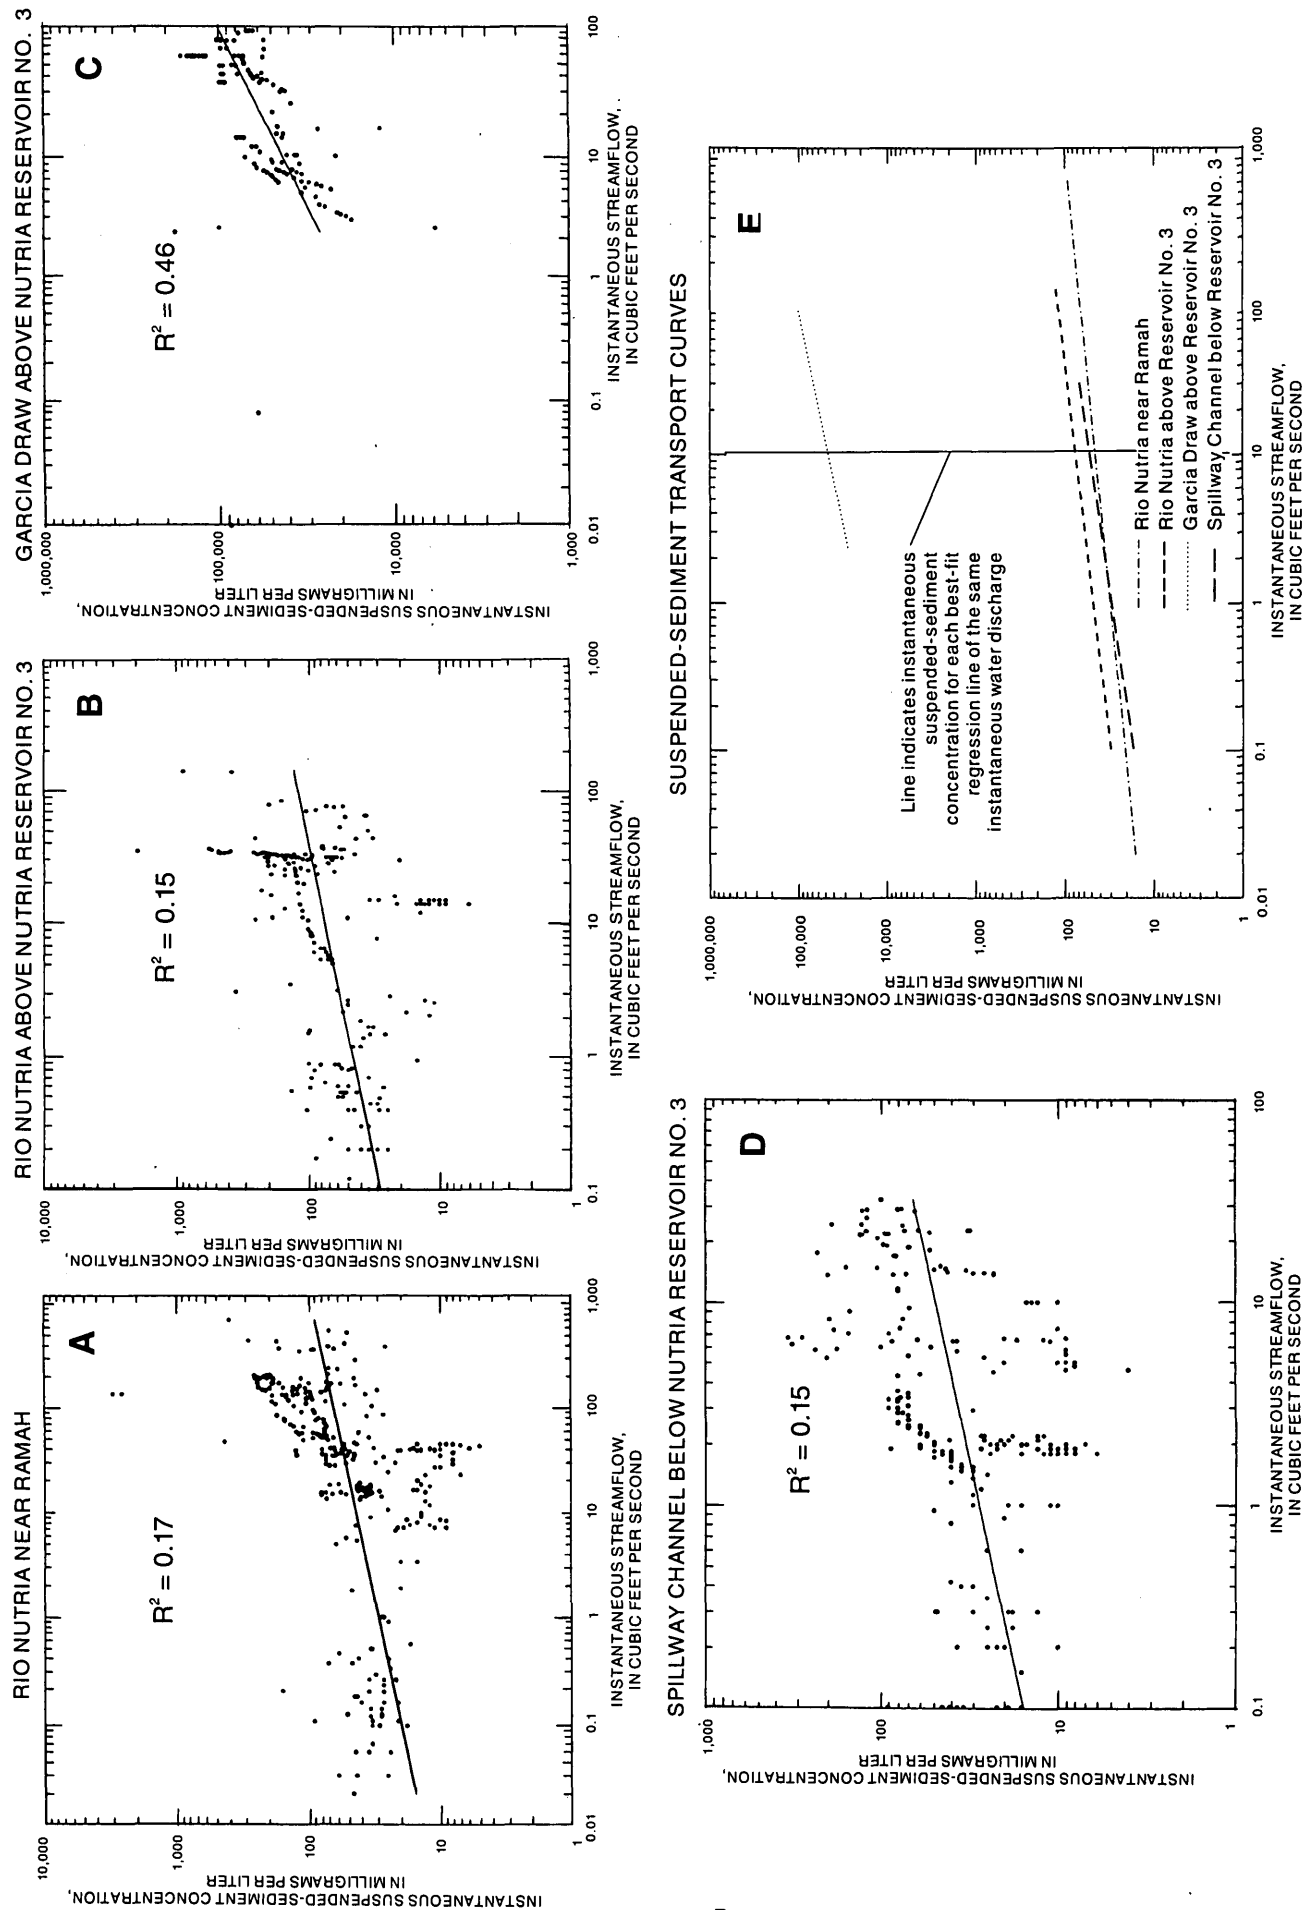 RIO NUTRIA NEAR RAMAH
A
R² = 0.17
10,000
1,000
100
10
1
INSTANTANEOUS SUSPENDED-SEDIMENT CONCENTRATION,
IN MILLIGRAMS PER LITER
0.01
0.1
1
10
100
1,000
INSTANTANEOUS STREAMFLOW,
IN CUBIC FEET PER SECOND
RIO NUTRIA ABOVE NUTRIA RESERVOIR NO. 3
B
R² = 0.15
10,000
1,000
100
10
1
INSTANTANEOUS SUSPENDED-SEDIMENT CONCENTRATION,
IN MILLIGRAMS PER LITER
0.1
1
10
100
1,000
INSTANTANEOUS STREAMFLOW,
IN CUBIC FEET PER SECOND
GARCIA DRAW ABOVE NUTRIA RESERVOIR NO. 3
C
R² = 0.46
1,000,000
100,000
10,000
1,000
INSTANTANEOUS SUSPENDED-SEDIMENT CONCENTRATION,
IN MILLIGRAMS PER LITER
0.01
0.1
1
10
100
INSTANTANEOUS STREAMFLOW,
IN CUBIC FEET PER SECOND
SPILLWAY CHANNEL BELOW NUTRIA RESERVOIR NO. 3
D
R² = 0.15
1,000
100
10
1
INSTANTANEOUS SUSPENDED-SEDIMENT CONCENTRATION,
IN MILLIGRAMS PER LITER
0.1
1
10
100
INSTANTANEOUS STREAMFLOW,
IN CUBIC FEET PER SECOND
SUSPENDED-SEDIMENT TRANSPORT CURVES
E
1,000,000
100,000
10,000
1,000
100
10
1
INSTANTANEOUS SUSPENDED-SEDIMENT CONCENTRATION,
IN MILLIGRAMS PER LITER
Line indicates instantaneous
suspended-sediment
concentration for each best-fit
regression line of the same
instantaneous water discharge
Rio Nutria near Ramah
Rio Nutria above Reservoir No. 3
Garcia Draw above Reservoir No. 3
Spillway Channel below Reservoir No. 3
0.01
0.1
1
10
100
1,000
INSTANTANEOUS STREAMFLOW,
IN CUBIC FEET PER SECOND